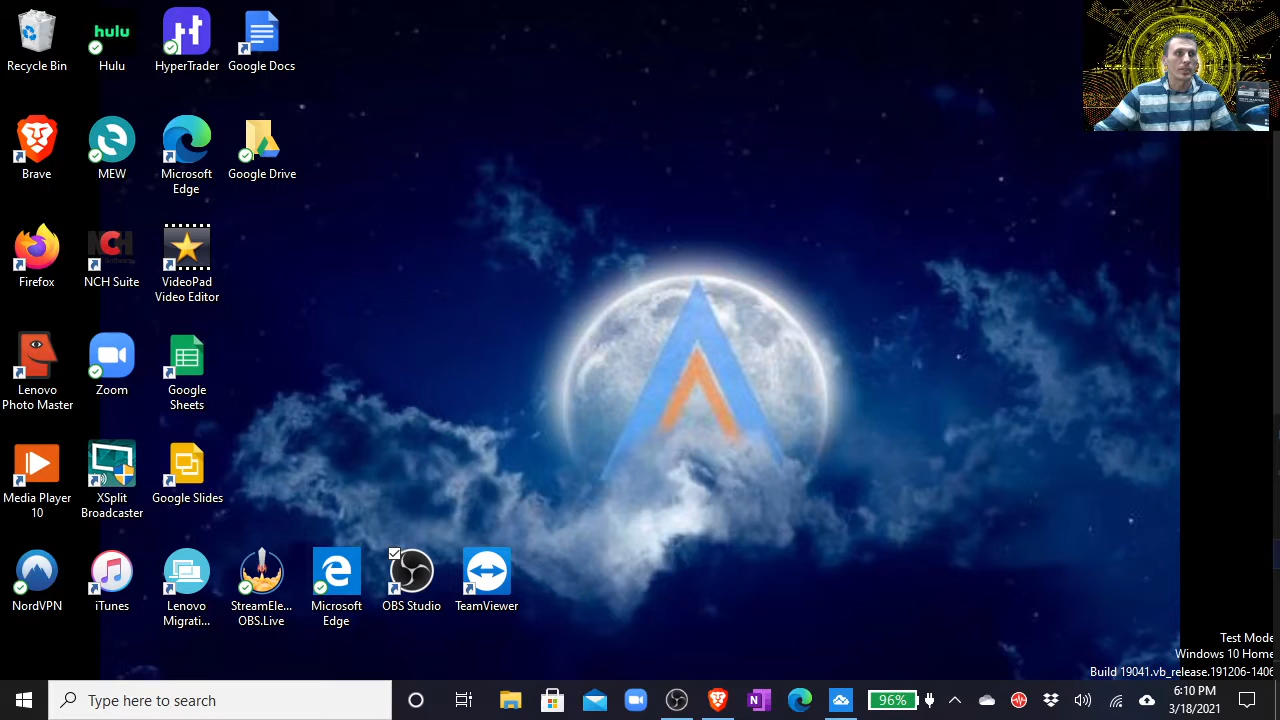 hulu
Recycle Bin
Hulu
HyperTrader
Google Docs
Brave
MEW
Microsoft
Edge
Google Drive
NCH
Firefox
NCH Suite
VideoPad
Video Editor
Lenovo
Photo Master
Zoom
Google
Sheets
Media Player
10
XSplit
Broadcaster
Google Slides
NordVPN
iTunes
Lenovo
Migrati...
StreamEle...
OBS.Live
Microsoft
Edge
OBS Studio
TeamViewer
Test Mode
Windows 10 Home
Build 19041.vb_release.191206-1406
Type here to search
96%
6:10 PM
3/18/2021